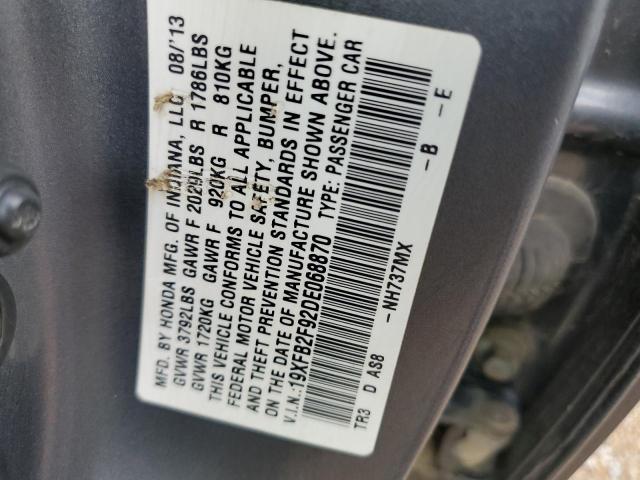 MFD. BY HONDA MFG. OF INDIANA, LLC 08/'13
GVWR 3792LBS GAWR F 2029LBS R 1786LBS
GVWR 1720KG GAWR F 920KG R 810KG
THIS VEHICLE CONFORMS TO ALL APPLICABLE
FEDERAL MOTOR VEHICLE SAFETY, BUMPER,
AND THEFT PREVENTION STANDARDS IN EFFECT
ON THE DATE OF MANUFACTURE SHOWN ABOVE.
V.I.N.:19XFB2F92DE068870 TYPE: PASSENGER CAR
-NH737MX -B -E
TR3 D AS8